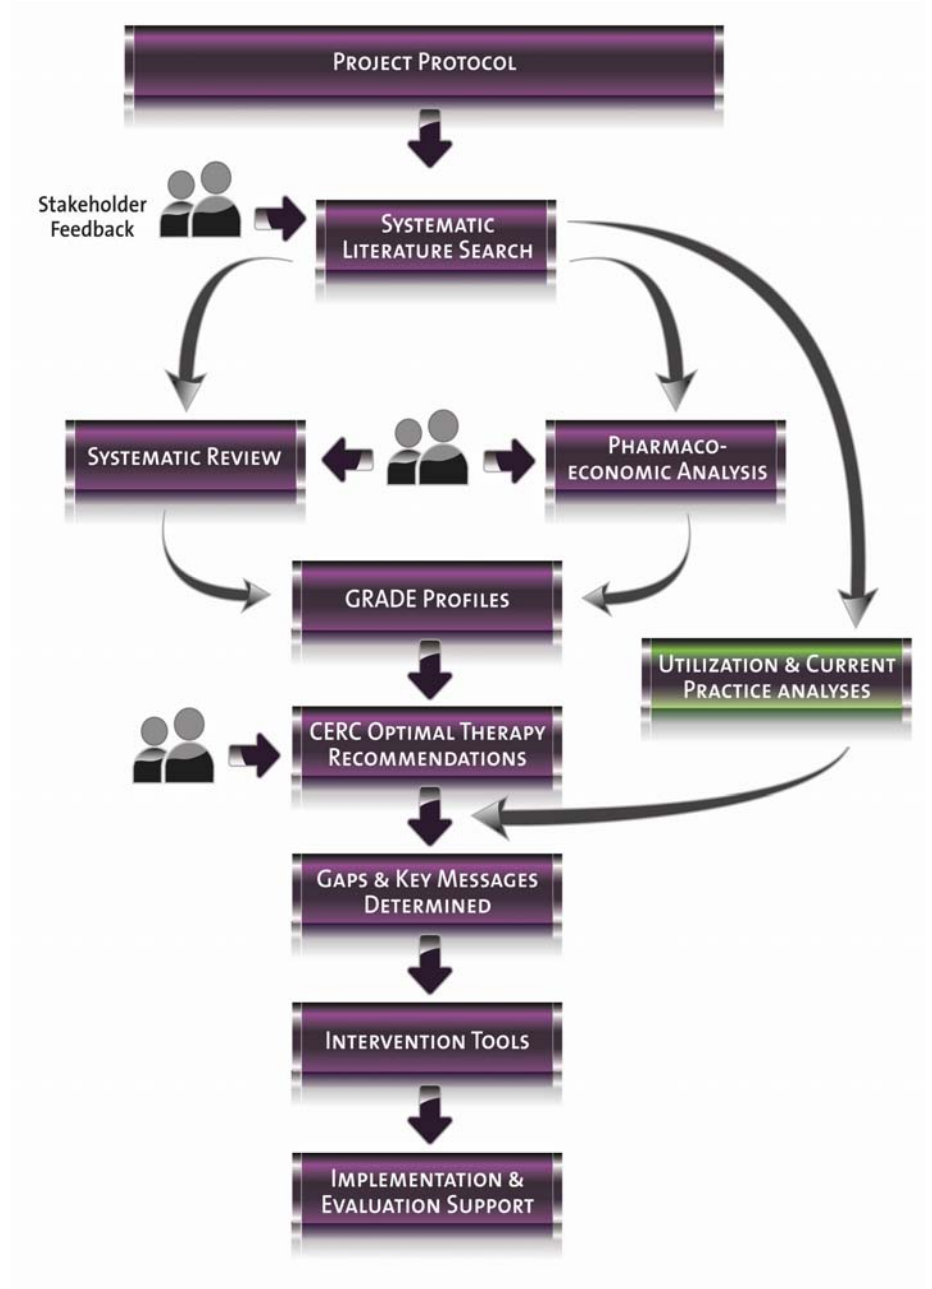 PROJECT PROTOCOL
Stakeholder
Feedback
SYSTEMATIC
LITERATURE SEARCH
SYSTEMATIC REVIEW
PHARMACO-
ECONOMIC ANALYSIS
GRADE PROFILES
UTILIZATION & CURRENT
PRACTICE ANALYSES
CERC OPTIMAL THERAPY
RECOMMENDATIONS
GAPS & KEY MESSAGES
DETERMINED
INTERVENTION TOOLS
IMPLEMENTATION &
EVALUATION SUPPORT